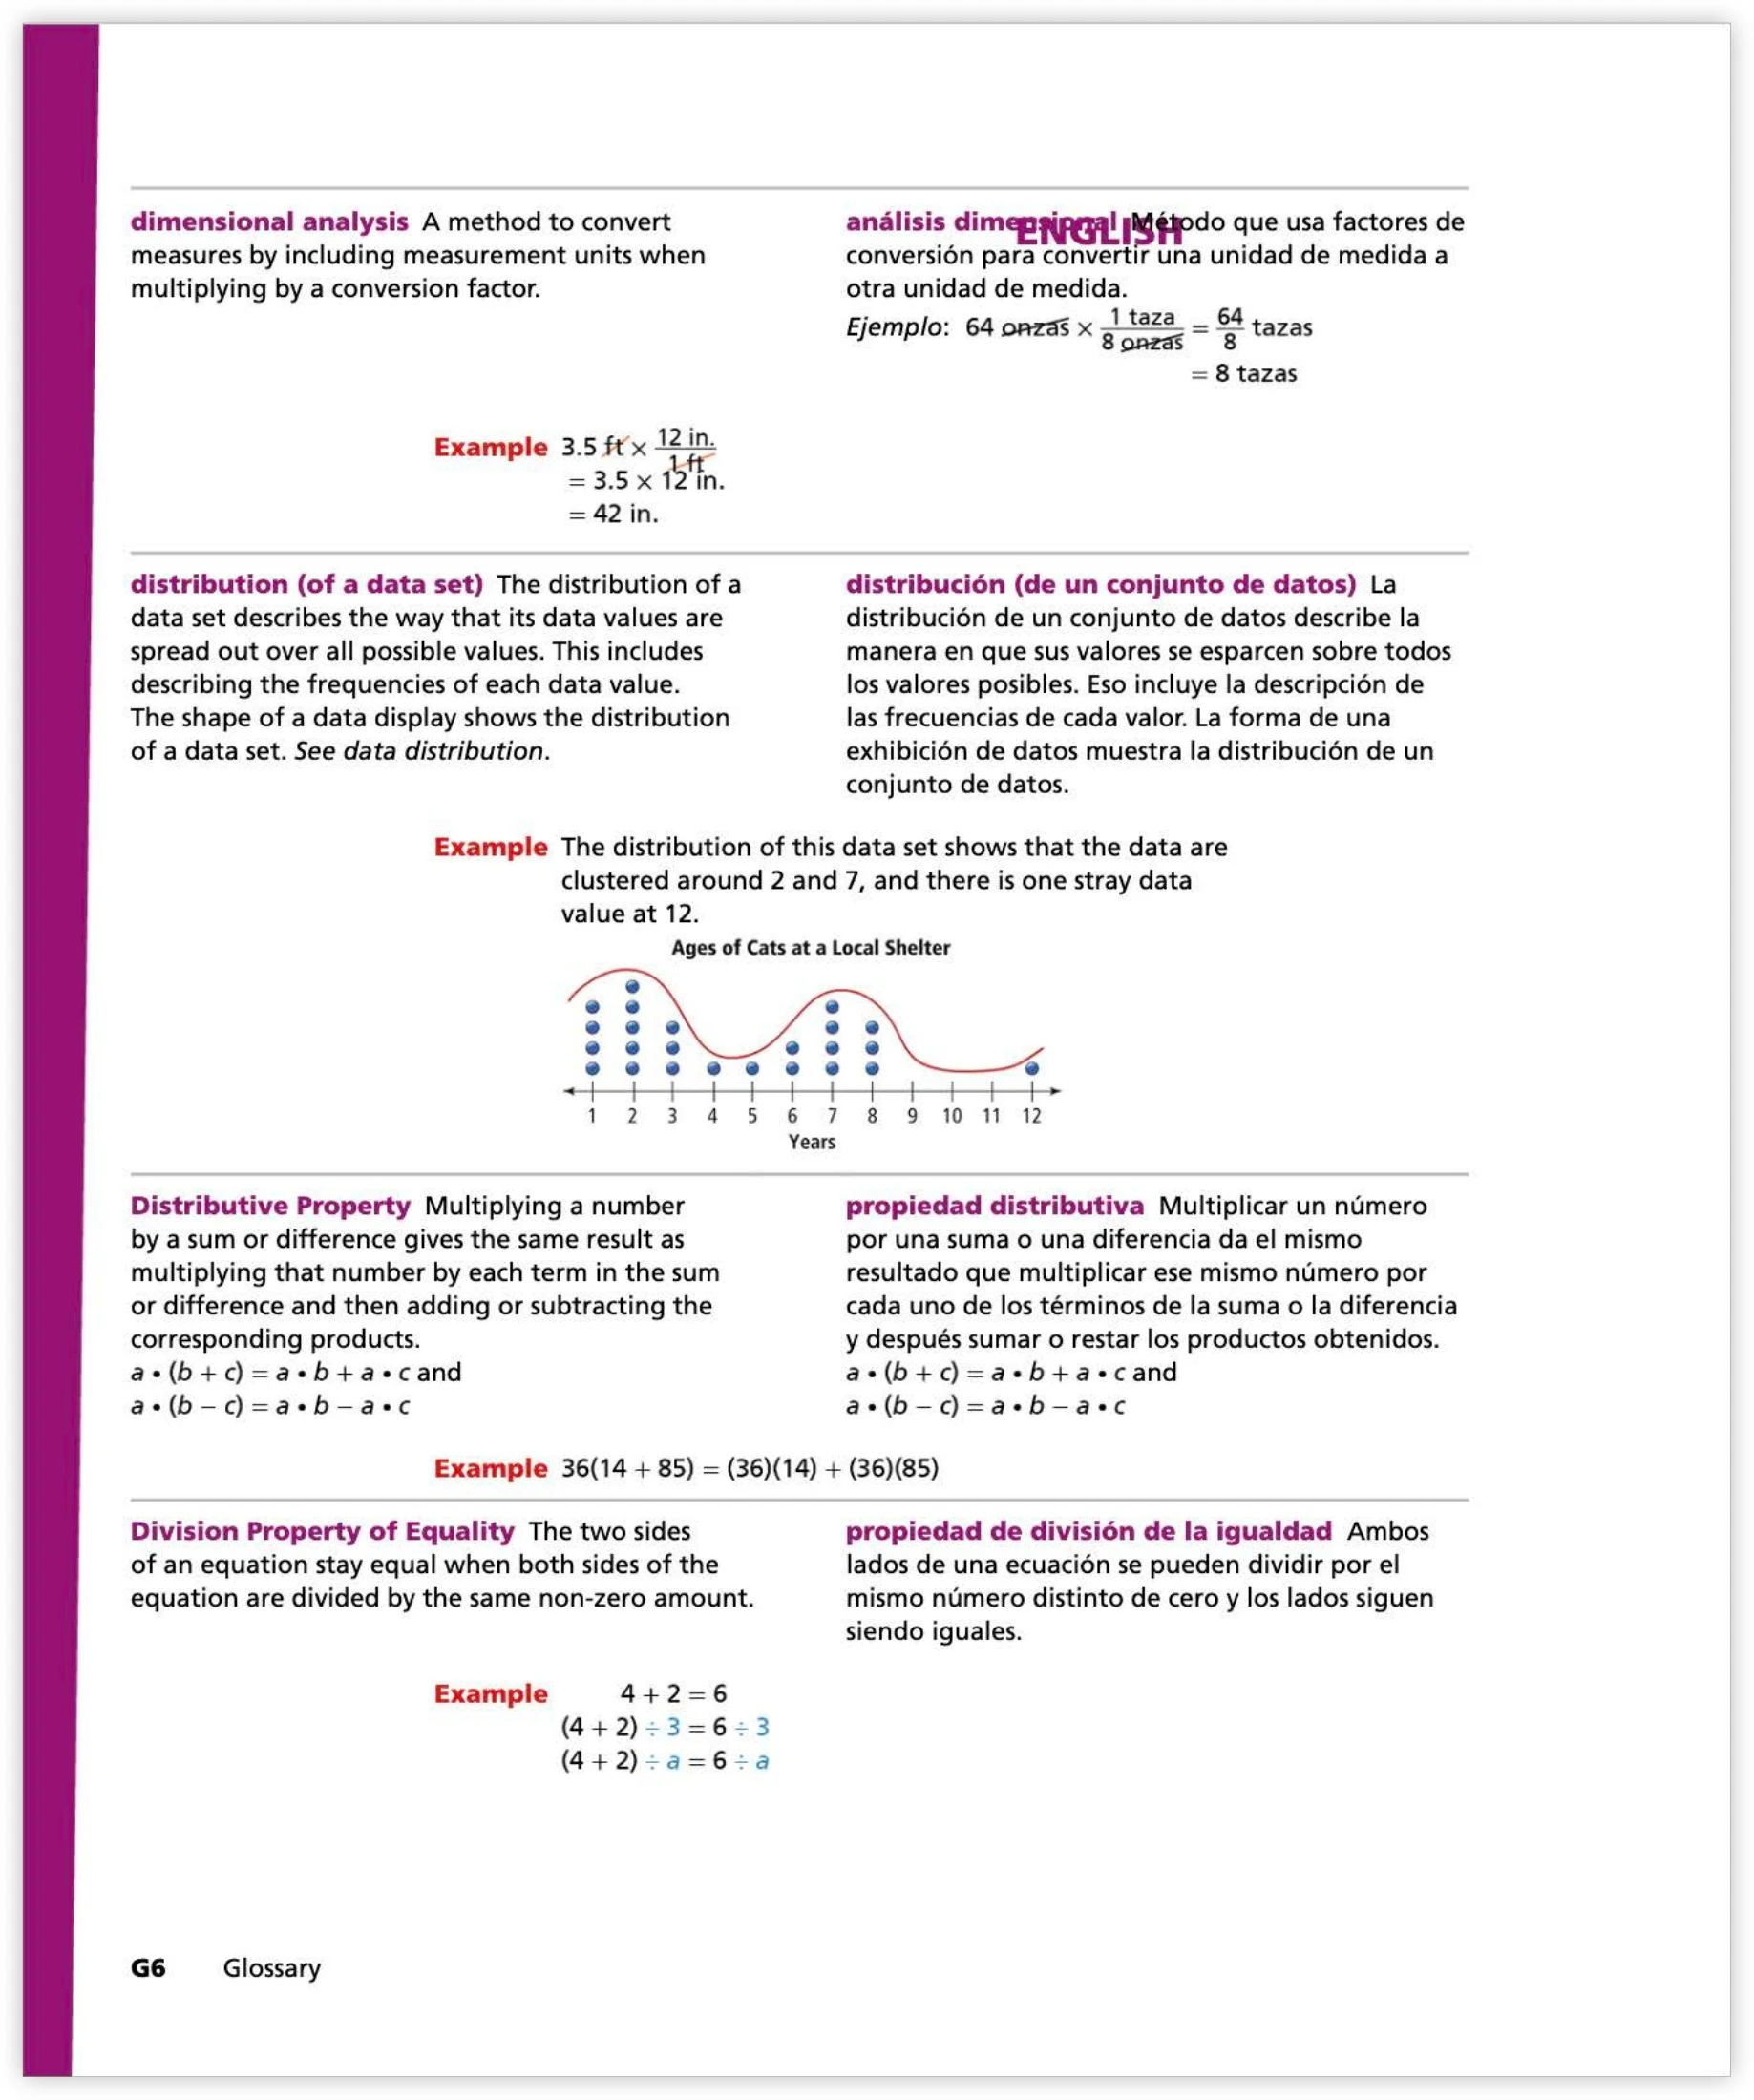 dimensional analysis A method to convert
measures by including measurement units when
multiplying by a conversion factor.
ENGLISH
análisis dimensional Método que usa factores de
conversión para convertir una unidad de medida a
otra unidad de medida.
Ejemplo: 64 onzas × 1 taza / 8 onzas = 64/8 tazas
= 8 tazas
Example 3.5 ft × 12 in. / 1 ft
= 3.5 × 12 in.
= 42 in.
distribution (of a data set) The distribution of a
data set describes the way that its data values are
spread out over all possible values. This includes
describing the frequencies of each data value.
The shape of a data display shows the distribution
of a data set. See data distribution.
distribución (de un conjunto de datos) La
distribución de un conjunto de datos describe la
manera en que sus valores se esparcen sobre todos
los valores posibles. Eso incluye la descripción de
las frecuencias de cada valor. La forma de una
exhibición de datos muestra la distribución de un
conjunto de datos.
Example The distribution of this data set shows that the data are
clustered around 2 and 7, and there is one stray data
value at 12.
Ages of Cats at a Local Shelter
1 2 3 4 5 6 7 8 9 10 11 12
Years
Distributive Property Multiplying a number
by a sum or difference gives the same result as
multiplying that number by each term in the sum
or difference and then adding or subtracting the
corresponding products.
a • (b + c) = a • b + a • c and
a • (b − c) = a • b − a • c
propiedad distributiva Multiplicar un número
por una suma o una diferencia da el mismo
resultado que multiplicar ese mismo número por
cada uno de los términos de la suma o la diferencia
y después sumar o restar los productos obtenidos.
a • (b + c) = a • b + a • c and
a • (b − c) = a • b − a • c
Example 36(14 + 85) = (36)(14) + (36)(85)
Division Property of Equality The two sides
of an equation stay equal when both sides of the
equation are divided by the same non-zero amount.
propiedad de división de la igualdad Ambos
lados de una ecuación se pueden dividir por el
mismo número distinto de cero y los lados siguen
siendo iguales.
Example 4 + 2 = 6
(4 + 2) ÷ 3 = 6 ÷ 3
(4 + 2) ÷ a = 6 ÷ a
G6 Glossary